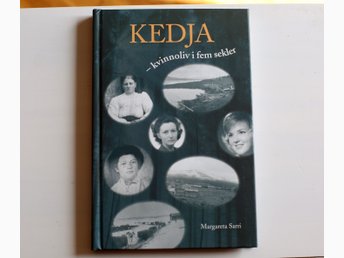 KEDJA
– kvinnoliv i fem sekler
Margareta Sarri